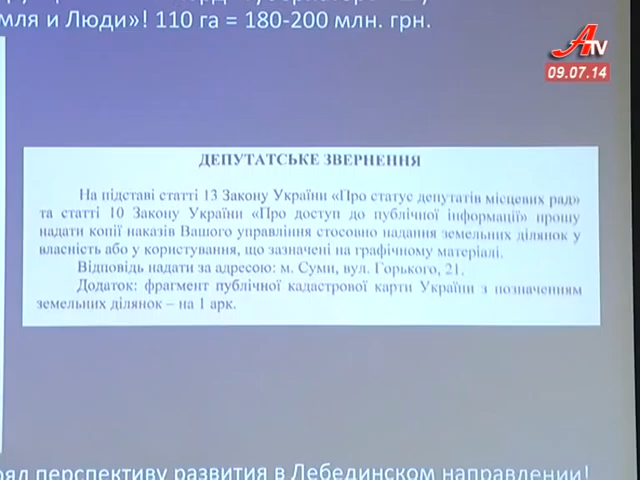 мля и Люди»! 110 га = 180-200 млн. грн.
АTV
09.07.14
ДЕПУТАТСЬКЕ ЗВЕРНЕННЯ
На підставі статті 13 Закону України «Про статус депутатів місцевих рад»
та статті 10 Закону України «Про доступ до публічної інформації» прошу
надати копії наказів Вашого управління стосовно надання земельних ділянок у
власність або у користування, що зазначені на графічному матеріалі.
Відповідь надати за адресою: м. Суми, вул. Горького, 21.
Додаток: фрагмент публічної кадастрової карти України з позначенням
земельних ділянок – на 1 арк.
рял перспективу развития в Лебединском направлении!